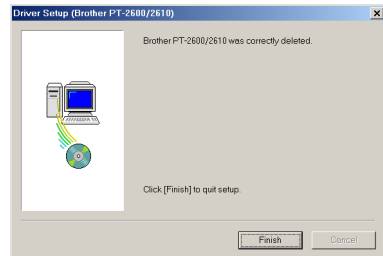 Driver Setup (Brother PT-2600/2610)
Brother PT-2600/2610 was correctly deleted.
Click [Finish] to quit setup.
Finish
Cancel